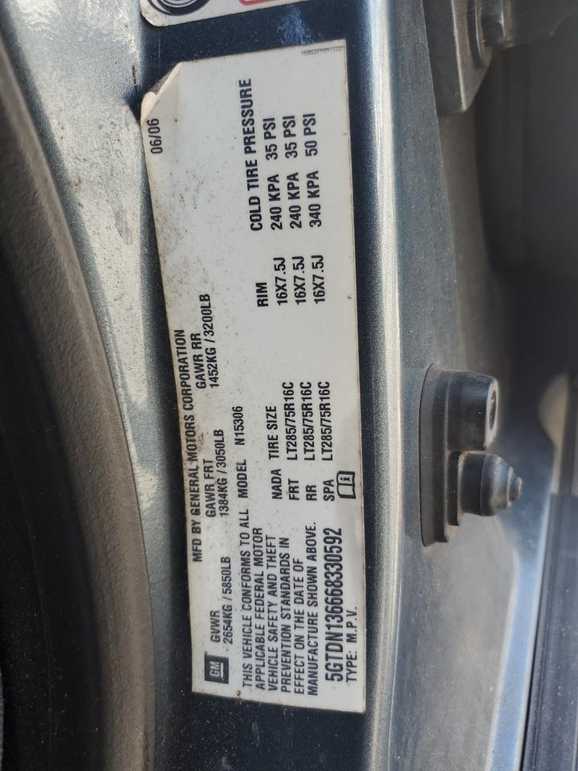 06/06
MFD BY GENERAL MOTORS CORPORATION
GM
GVWR GAWR FRT GAWR RR
2654KG/5850LB 1384KG/3050LB 1452KG/3200LB
THIS VEHICLE CONFORMS TO ALL
APPLICABLE FEDERAL MOTOR
VEHICLE SAFETY AND THEFT
PREVENTION STANDARDS IN
EFFECT ON THE DATE OF
MANUFACTURE SHOWN ABOVE.
MODEL N15306
NADA TIRE SIZE RIM COLD TIRE PRESSURE
FRT LT285/75R16C 16X7.5J 240 KPA 35 PSI
RR LT285/75R16C 16X7.5J 240 KPA 35 PSI
SPA LT285/75R16C 16X7.5J 340 KPA 50 PSI
5GTDN136668330592
TYPE: M.P.V.